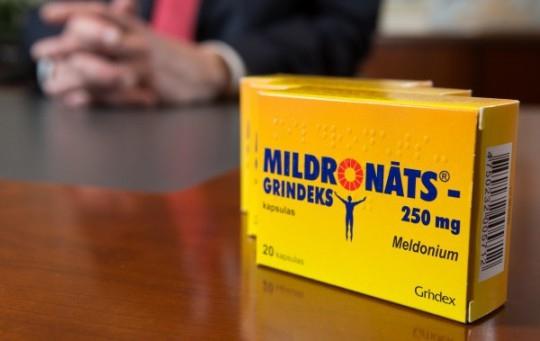 MILDRONĀTS® -
GRINDEKS
250 mg
kapsulas
Meldonium
20 kapsulas
Grindex